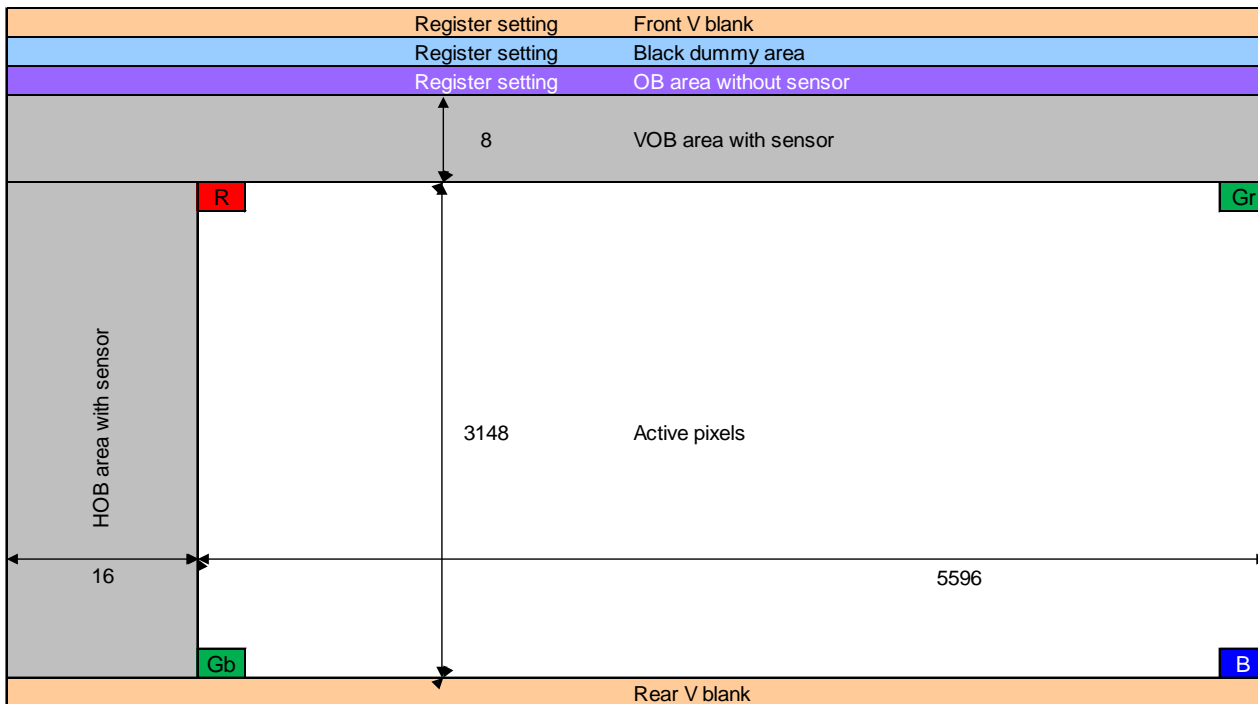 Register setting Front V blank
Register setting Black dummy area
Register setting OB area without sensor
8 VOB area with sensor
R Gr
HOB area with sensor
3148 Active pixels
16 5596
Gb B
Rear V blank